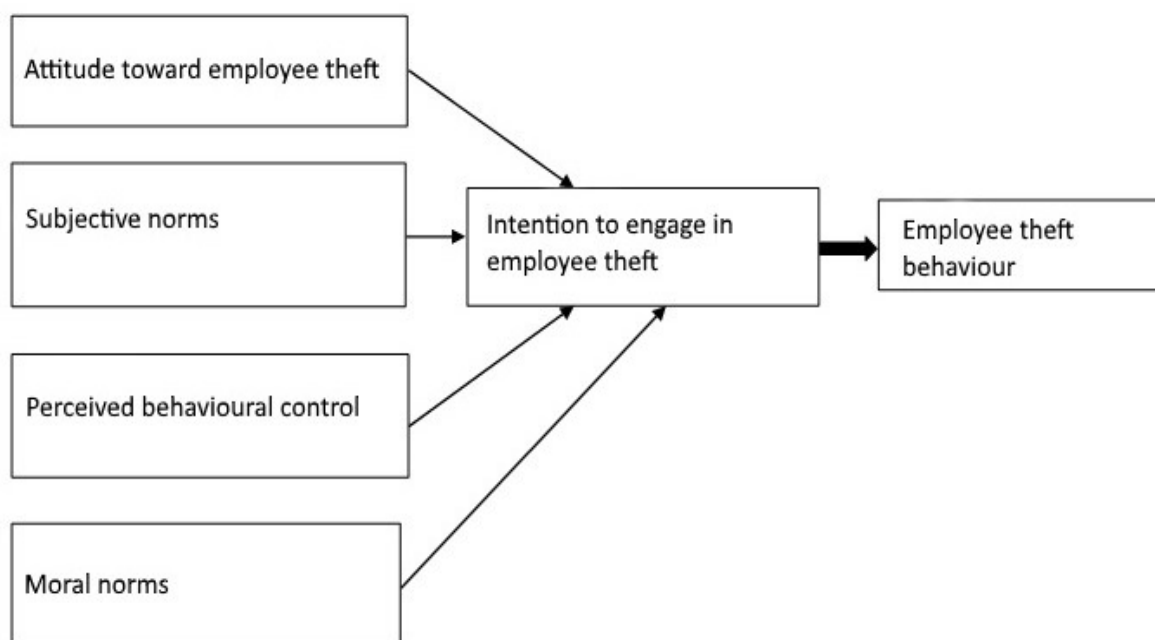 Attitude toward employee theft
Subjective norms
Perceived behavioural control
Moral norms
Intention to engage in
employee theft
Employee theft
behaviour